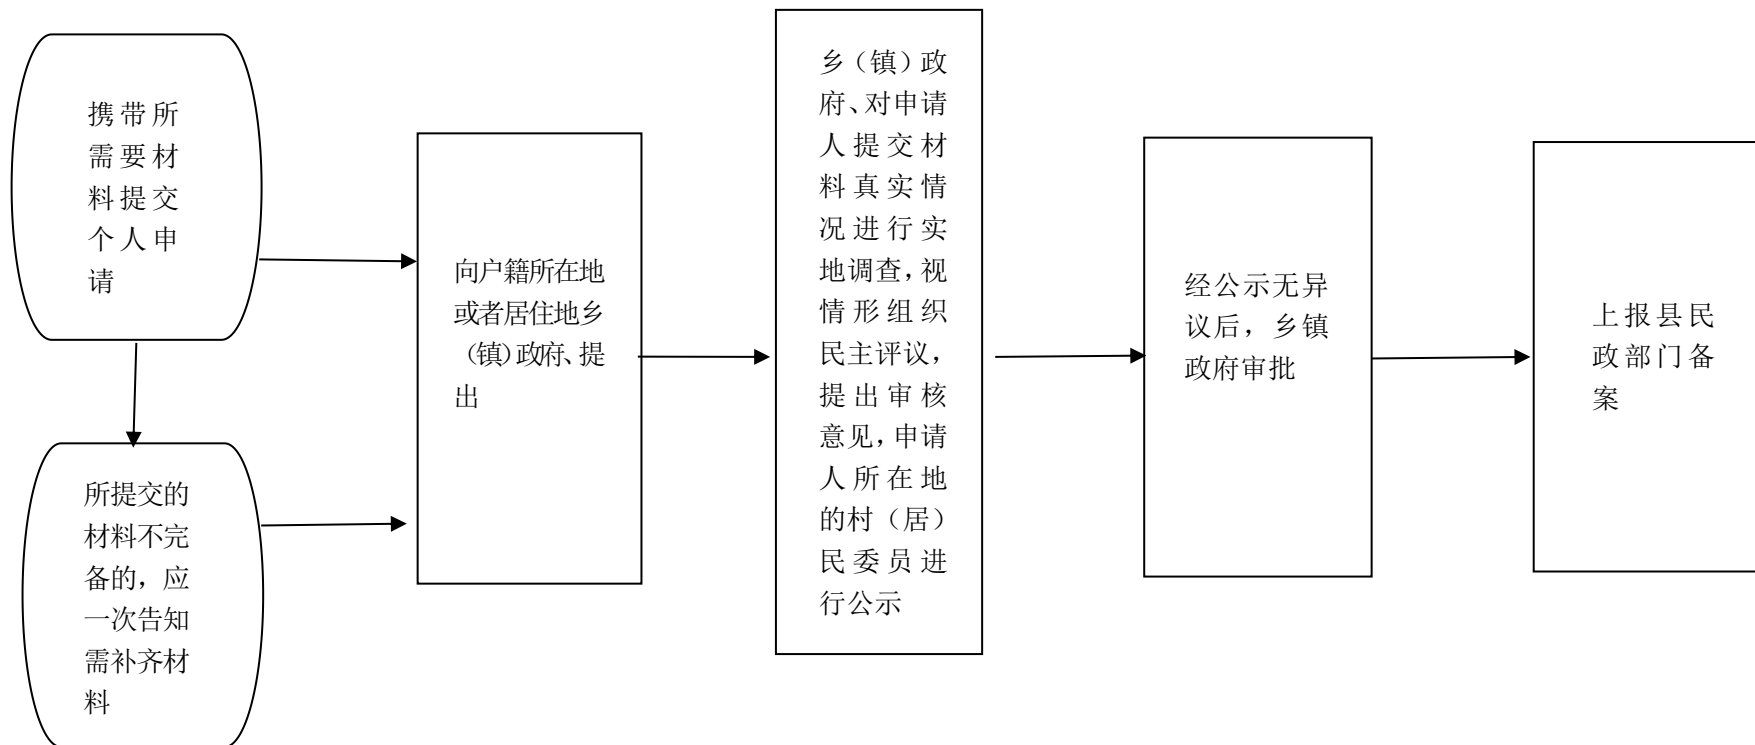 携带所
需要材
料提交
个人申
请
所提交的
材料不完
备的，应
一次告知
需补齐材
料
向户籍所在地
或者居住地乡
（镇）政府、提
出
乡（镇）政
府、对申请
人提交材
料真实情
况进行实
地调查，视
情形组织
民主评议，
提出审核
意见，申请
人所在地
的村（居）
民委员进
行公示
经公示无异
议后，乡镇
政府审批
上报县民
政部门备
案